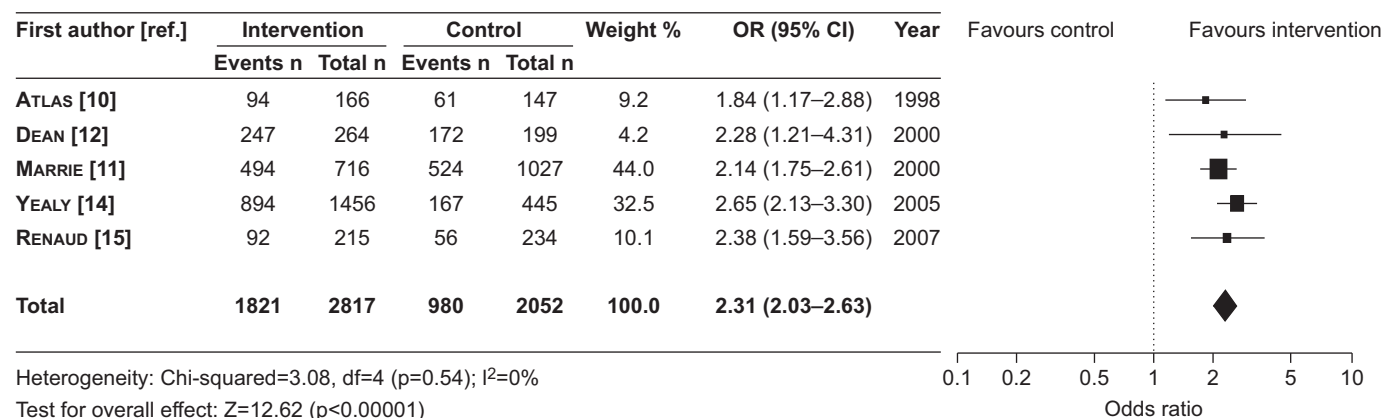 First author [ref.] Intervention Control Weight % OR (95% CI) Year Favours control Favours intervention
Events n Total n Events n Total n
ATLAS [10] 94 166 61 147 9.2 1.84 (1.17–2.88) 1998
DEAN [12] 247 264 172 199 4.2 2.28 (1.21–4.31) 2000
MARRIE [11] 494 716 524 1027 44.0 2.14 (1.75–2.61) 2000
YEALY [14] 894 1456 167 445 32.5 2.65 (2.13–3.30) 2005
RENAUD [15] 92 215 56 234 10.1 2.38 (1.59–3.56) 2007
Total 1821 2817 980 2052 100.0 2.31 (2.03–2.63)
Heterogeneity: Chi-squared=3.08, df=4 (p=0.54); I²=0%
Test for overall effect: Z=12.62 (p<0.00001)
0.1 0.2 0.5 1 2 5 10
Odds ratio